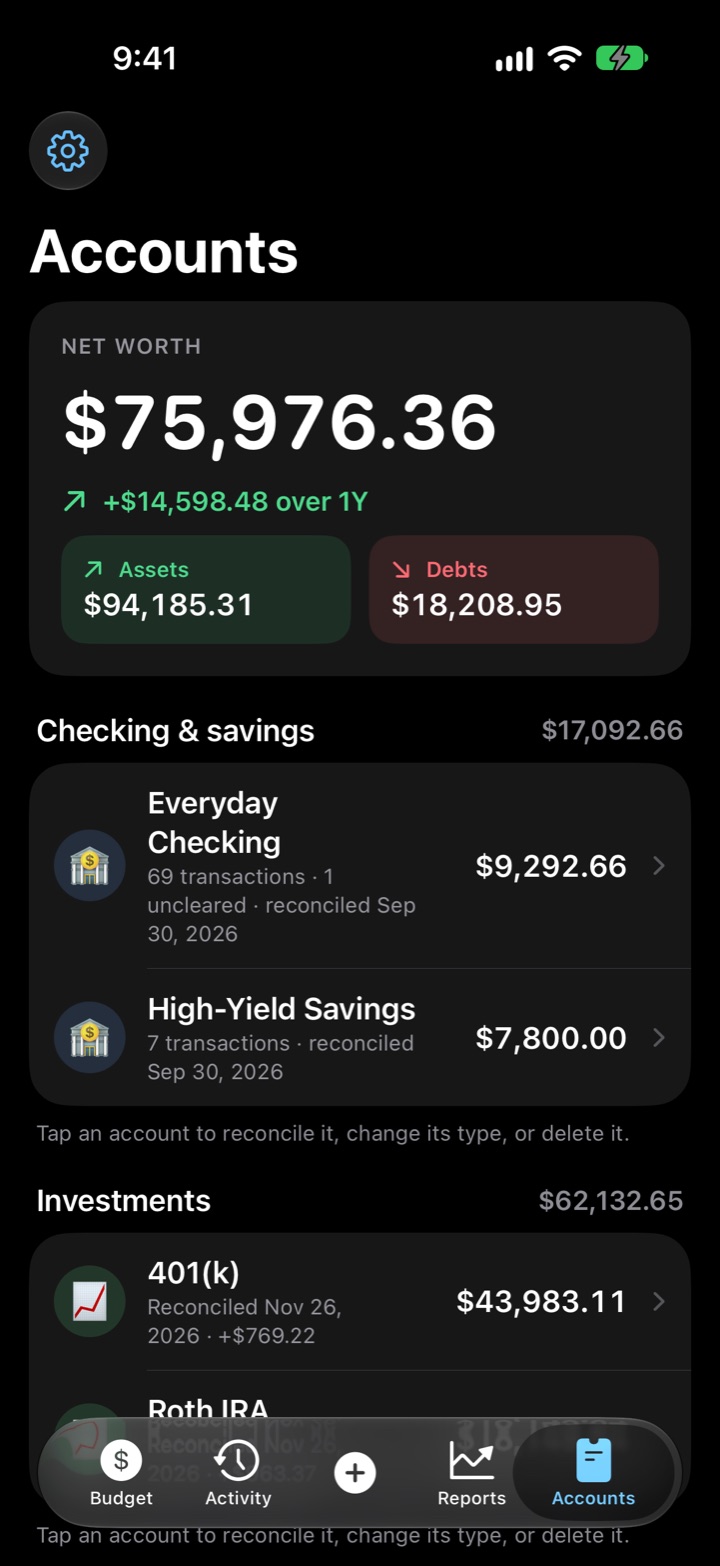 9:41
Accounts
NET WORTH
$75,976.36
+$14,598.48 over 1Y
Assets
$94,185.31
Debts
$18,208.95
Checking & savings
$17,092.66
Everyday
Checking
69 transactions · 1
uncleared · reconciled Sep
30, 2026
$9,292.66
High-Yield Savings
7 transactions · reconciled
Sep 30, 2026
$7,800.00
Tap an account to reconcile it, change its type, or delete it.
Investments
$62,132.65
401(k)
Reconciled Nov 26,
2026 · +$769.22
$43,983.11
Roth IRA
Budget
Activity
Reports
Accounts
Tap an account to reconcile it, change its type, or delete it.